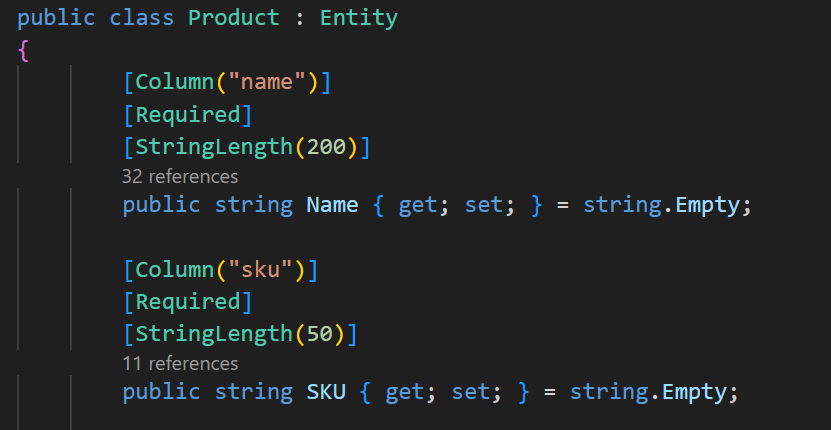 public class Product : Entity
{
[Column("name")]
[Required]
[StringLength(200)]
32 references
public string Name { get; set; } = string.Empty;
[Column("sku")]
[Required]
[StringLength(50)]
11 references
public string SKU { get; set; } = string.Empty;